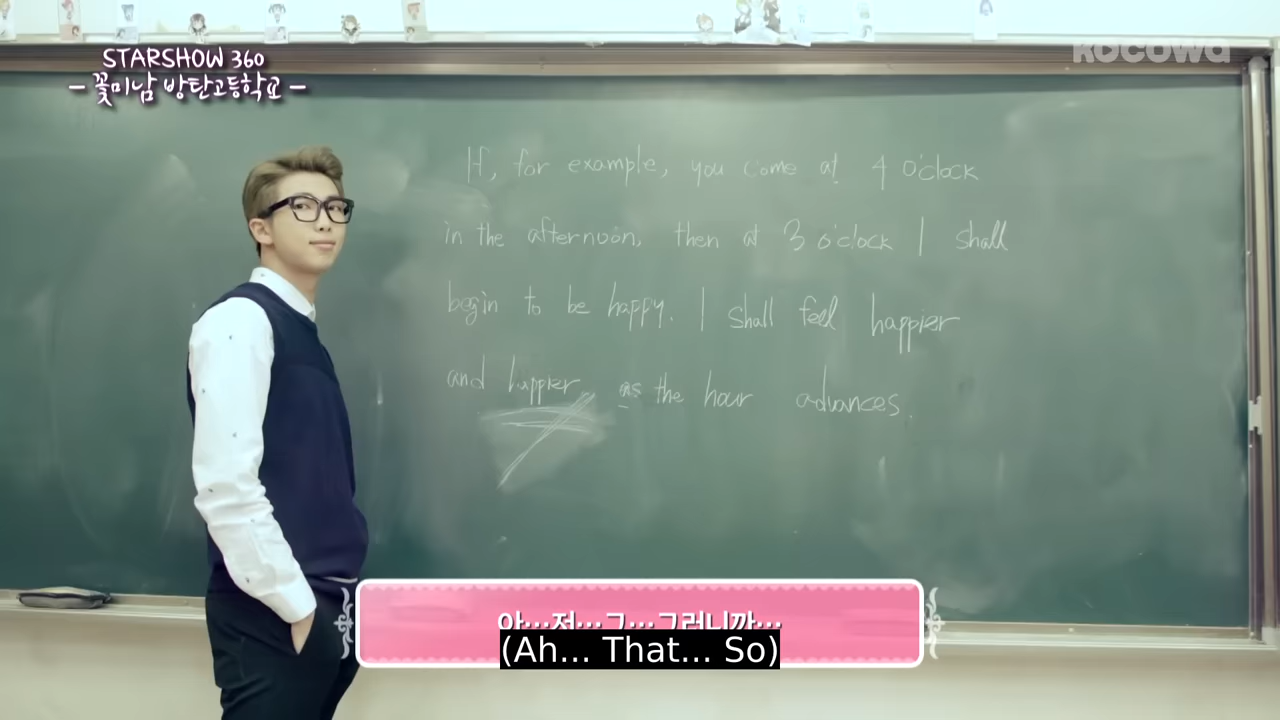 STARSHOW 360
KOCOWA
- 꽃미남 방탄고등학교 -
If, for example, you come at 4 o'clock
in the afternoon, then at 3 o'clock I shall
begin to be happy. I shall feel happier
and happier as the hour advances.
아…저…그…그러니까…
(Ah... That... So)